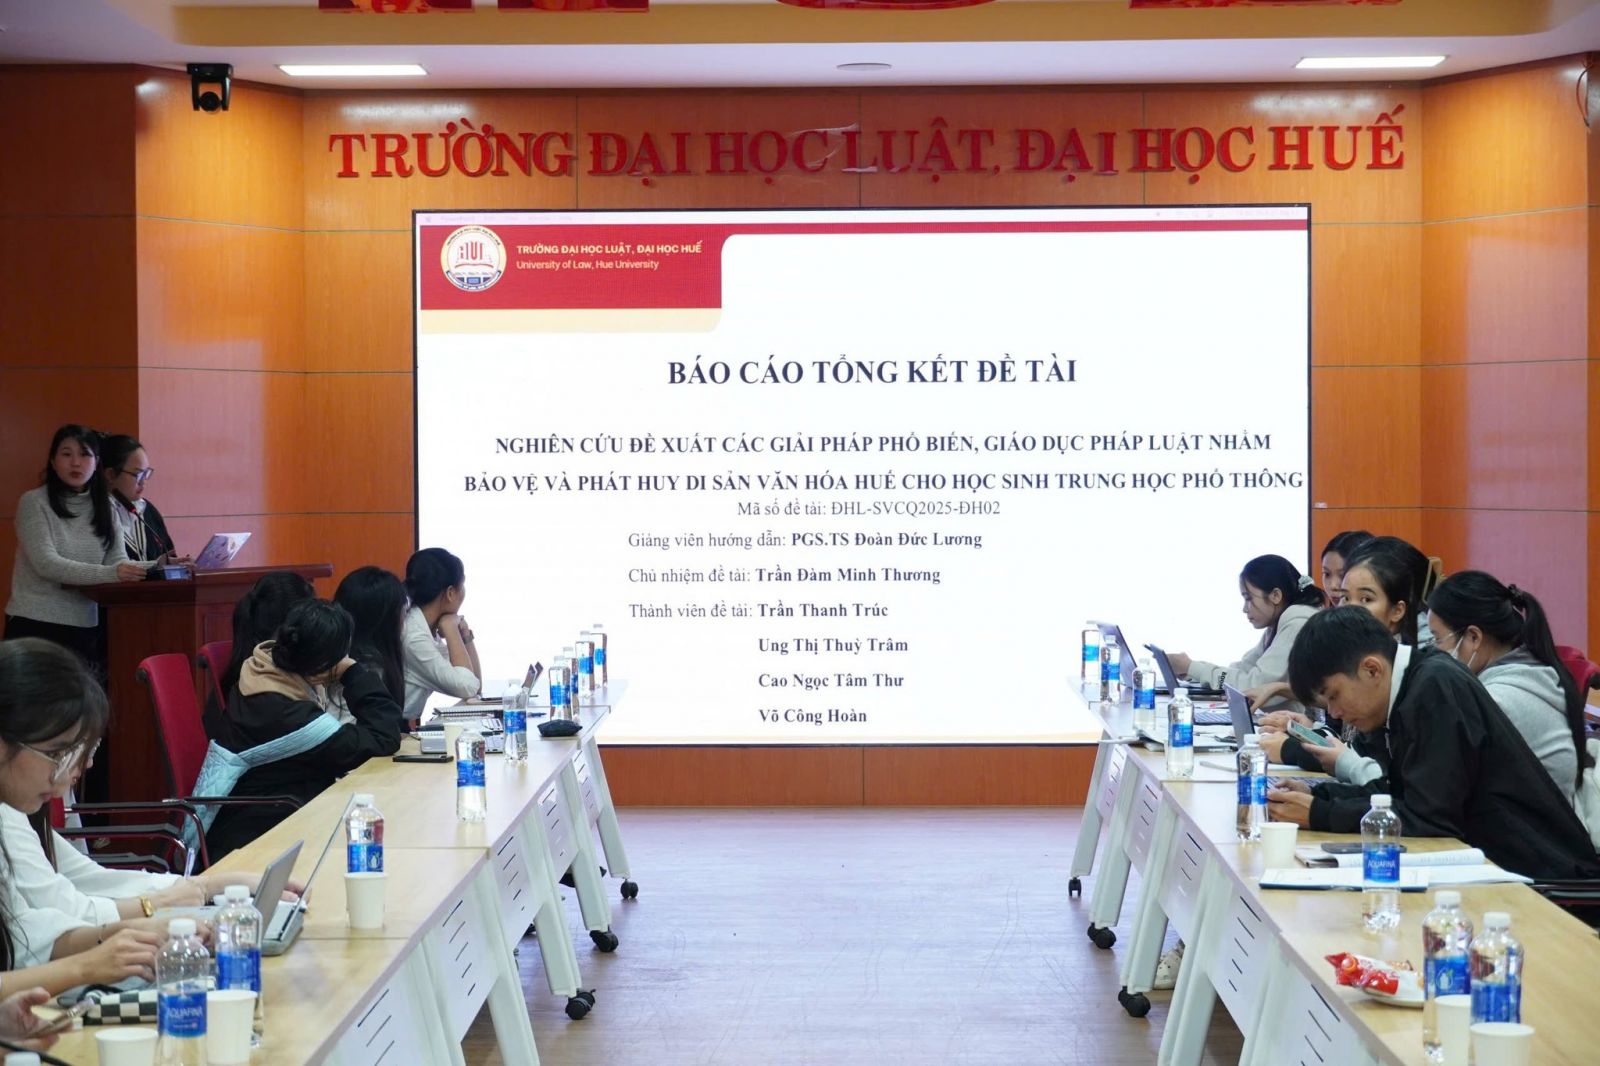 TRƯỜNG ĐẠI HỌC LUẬT, ĐẠI HỌC HUẾ
TRƯỜNG ĐẠI HỌC LUẬT, ĐẠI HỌC HUẾ
University of Law, Hue University
BÁO CÁO TỔNG KẾT ĐỀ TÀI
NGHIÊN CỨU ĐỀ XUẤT CÁC GIẢI PHÁP PHỔ BIẾN, GIÁO DỤC PHÁP LUẬT NHẰM
BẢO VỆ VÀ PHÁT HUY DI SẢN VĂN HÓA HUẾ CHO HỌC SINH TRUNG HỌC PHỔ THÔNG
Mã số đề tài: ĐHL-SVCQ2025-ĐH02
Giảng viên hướng dẫn: PGS.TS Đoàn Đức Lương
Chủ nhiệm đề tài: Trần Đàm Minh Thương
Thành viên đề tài: Trần Thanh Trúc
Ung Thị Thuỳ Trâm
Cao Ngọc Tâm Thư
Võ Công Hoàn
AQUAFINA
AQUAFINA